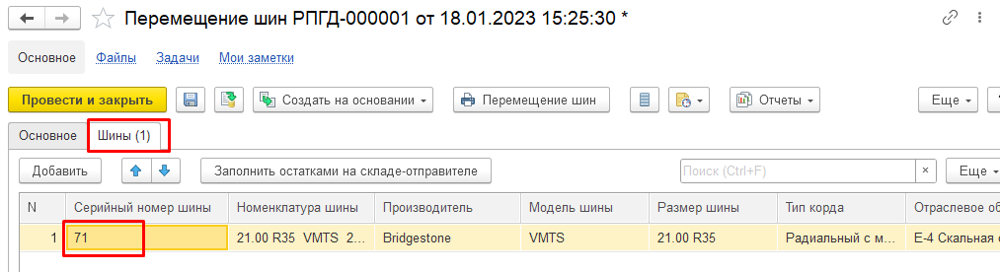 Перемещение шин РПГД-000001 от 18.01.2023 15:25:30 *
Основное Файлы Задачи Мои заметки
Провести и закрыть Создать на основании Перемещение шин Отчеты Еще
Основное Шины (1)
Добавить Заполнить остатками на складе-отправителе Поиск (Ctrl+F) × Еще
N Серийный номер шины Номенклатура шины Производитель Модель шины Размер шины Тип корда Отраслевое об
1 71 21.00 R35 VMTS 2... Bridgestone VMTS 21.00 R35 Радиальный с м... Е-4 Скальная